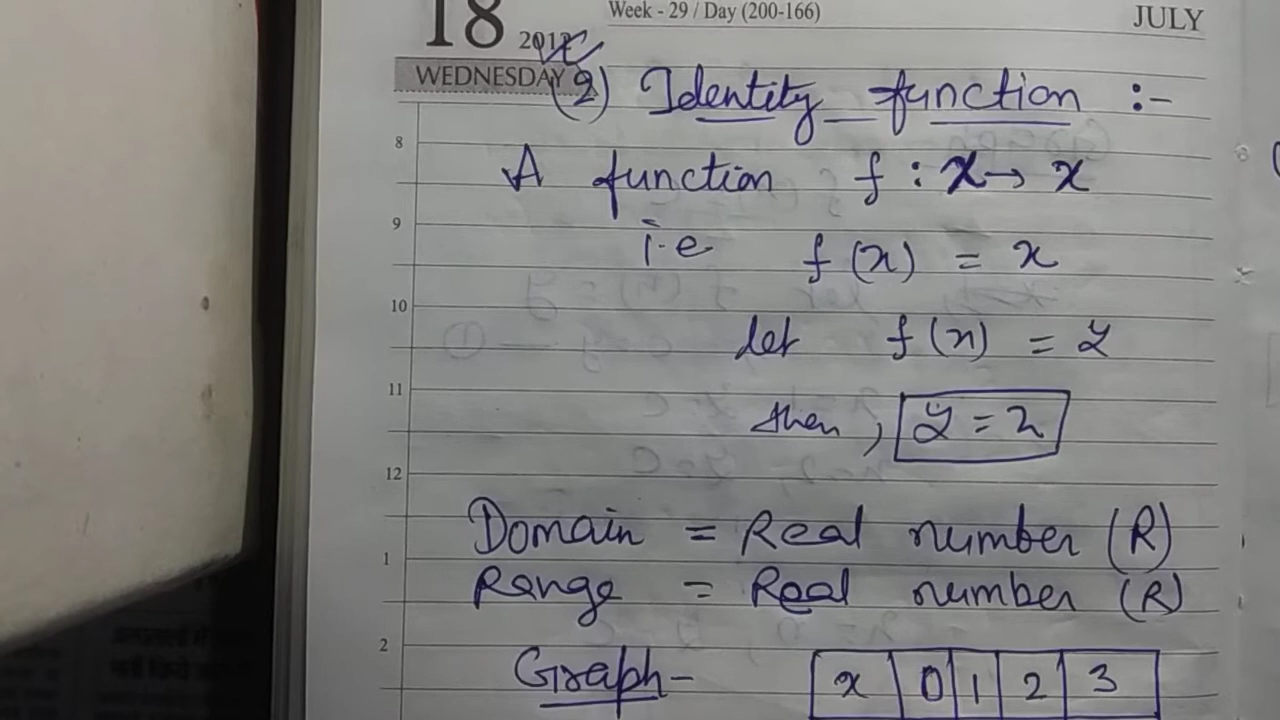 18 2012 Week - 29 / Day (200-166) JULY
WEDNESDAY
(2) Identity function :-
8
A function f : x → x
9
i.e f(x) = x
10
let f(x) = y
11
then, y = x
12
Domain = Real number (R)
1
Range = Real number (R)
2
Graph-
x 0 1 2 3